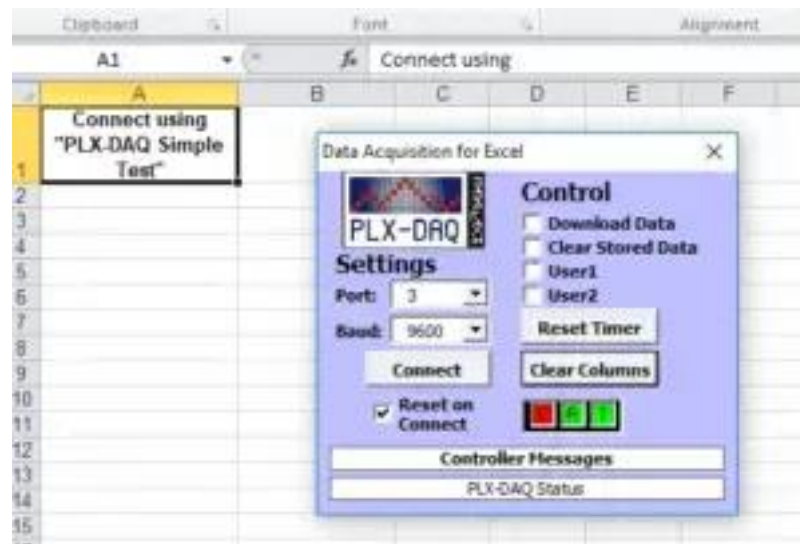 Clipboard
Font
Alignment
A1
fx
Connect using
A
B
C
D
E
F
1
Connect using
"PLX-DAQ Simple
Test"
2
3
4
5
6
7
8
9
10
11
12
13
14
15
Data Acquisition for Excel
PLX-DAQ
Control
Download Data
Clear Stored Data
User1
User2
Settings
Port:
3
Baud:
9600
Reset Timer
Connect
Clear Columns
Reset on
Connect
R
T
Controller Messages
PLX-DAQ Status